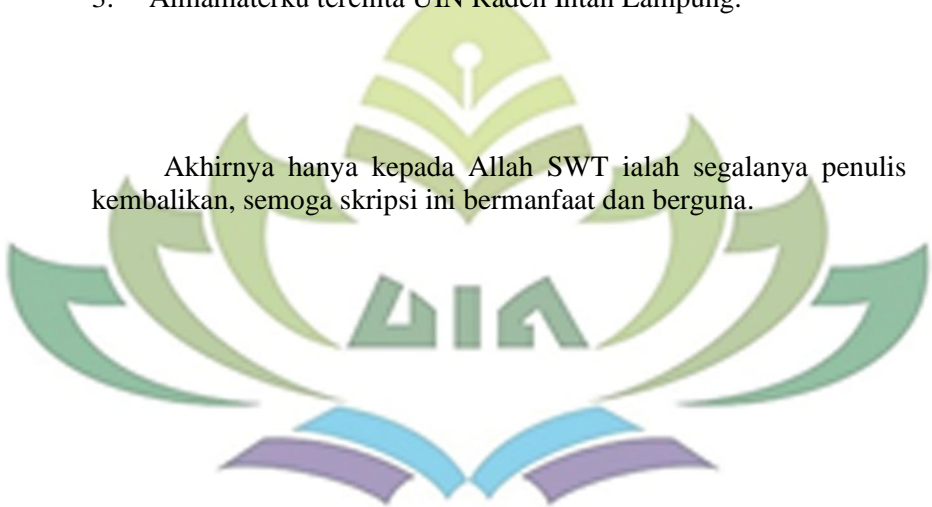 Almamaterku tercinta UIN Raden Intan Lampung.
Akhirnya hanya kepada Allah SWT ialah segalanya penulis
kembalikan, semoga skripsi ini bermanfaat dan berguna.
UIN